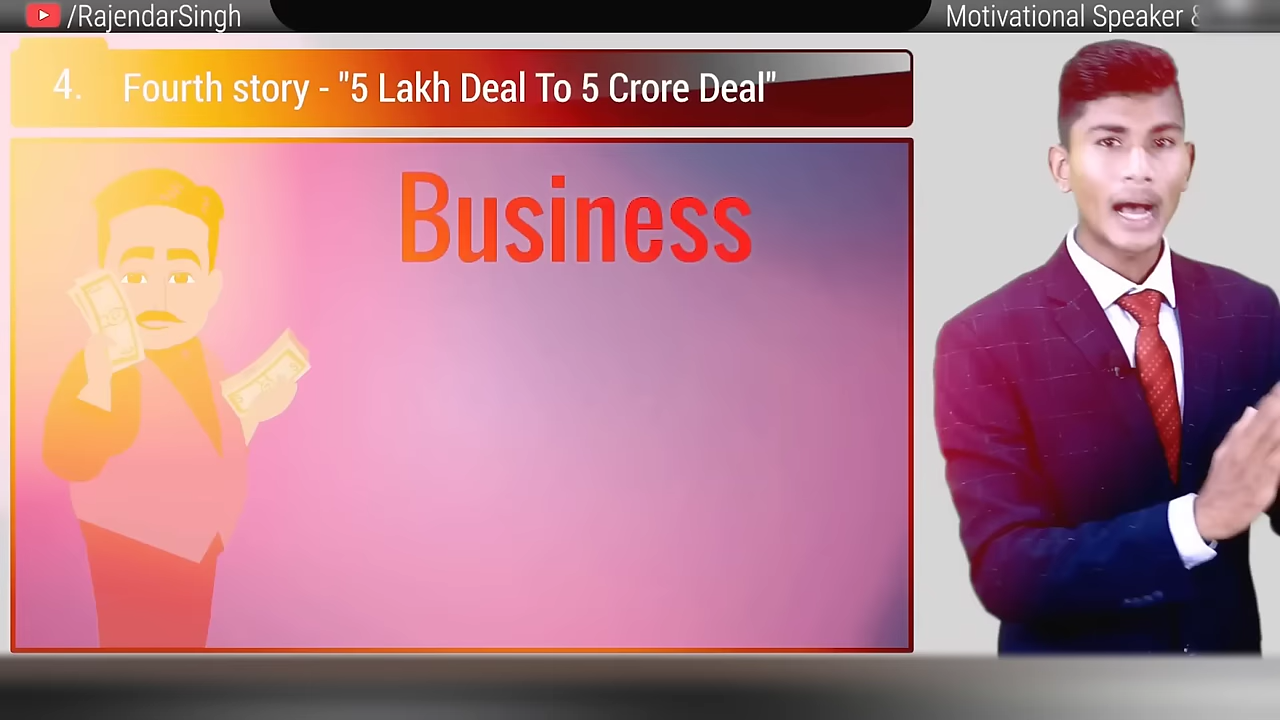 /RajendarSingh
Motivational Speaker &
4. Fourth story - "5 Lakh Deal To 5 Crore Deal"
Business